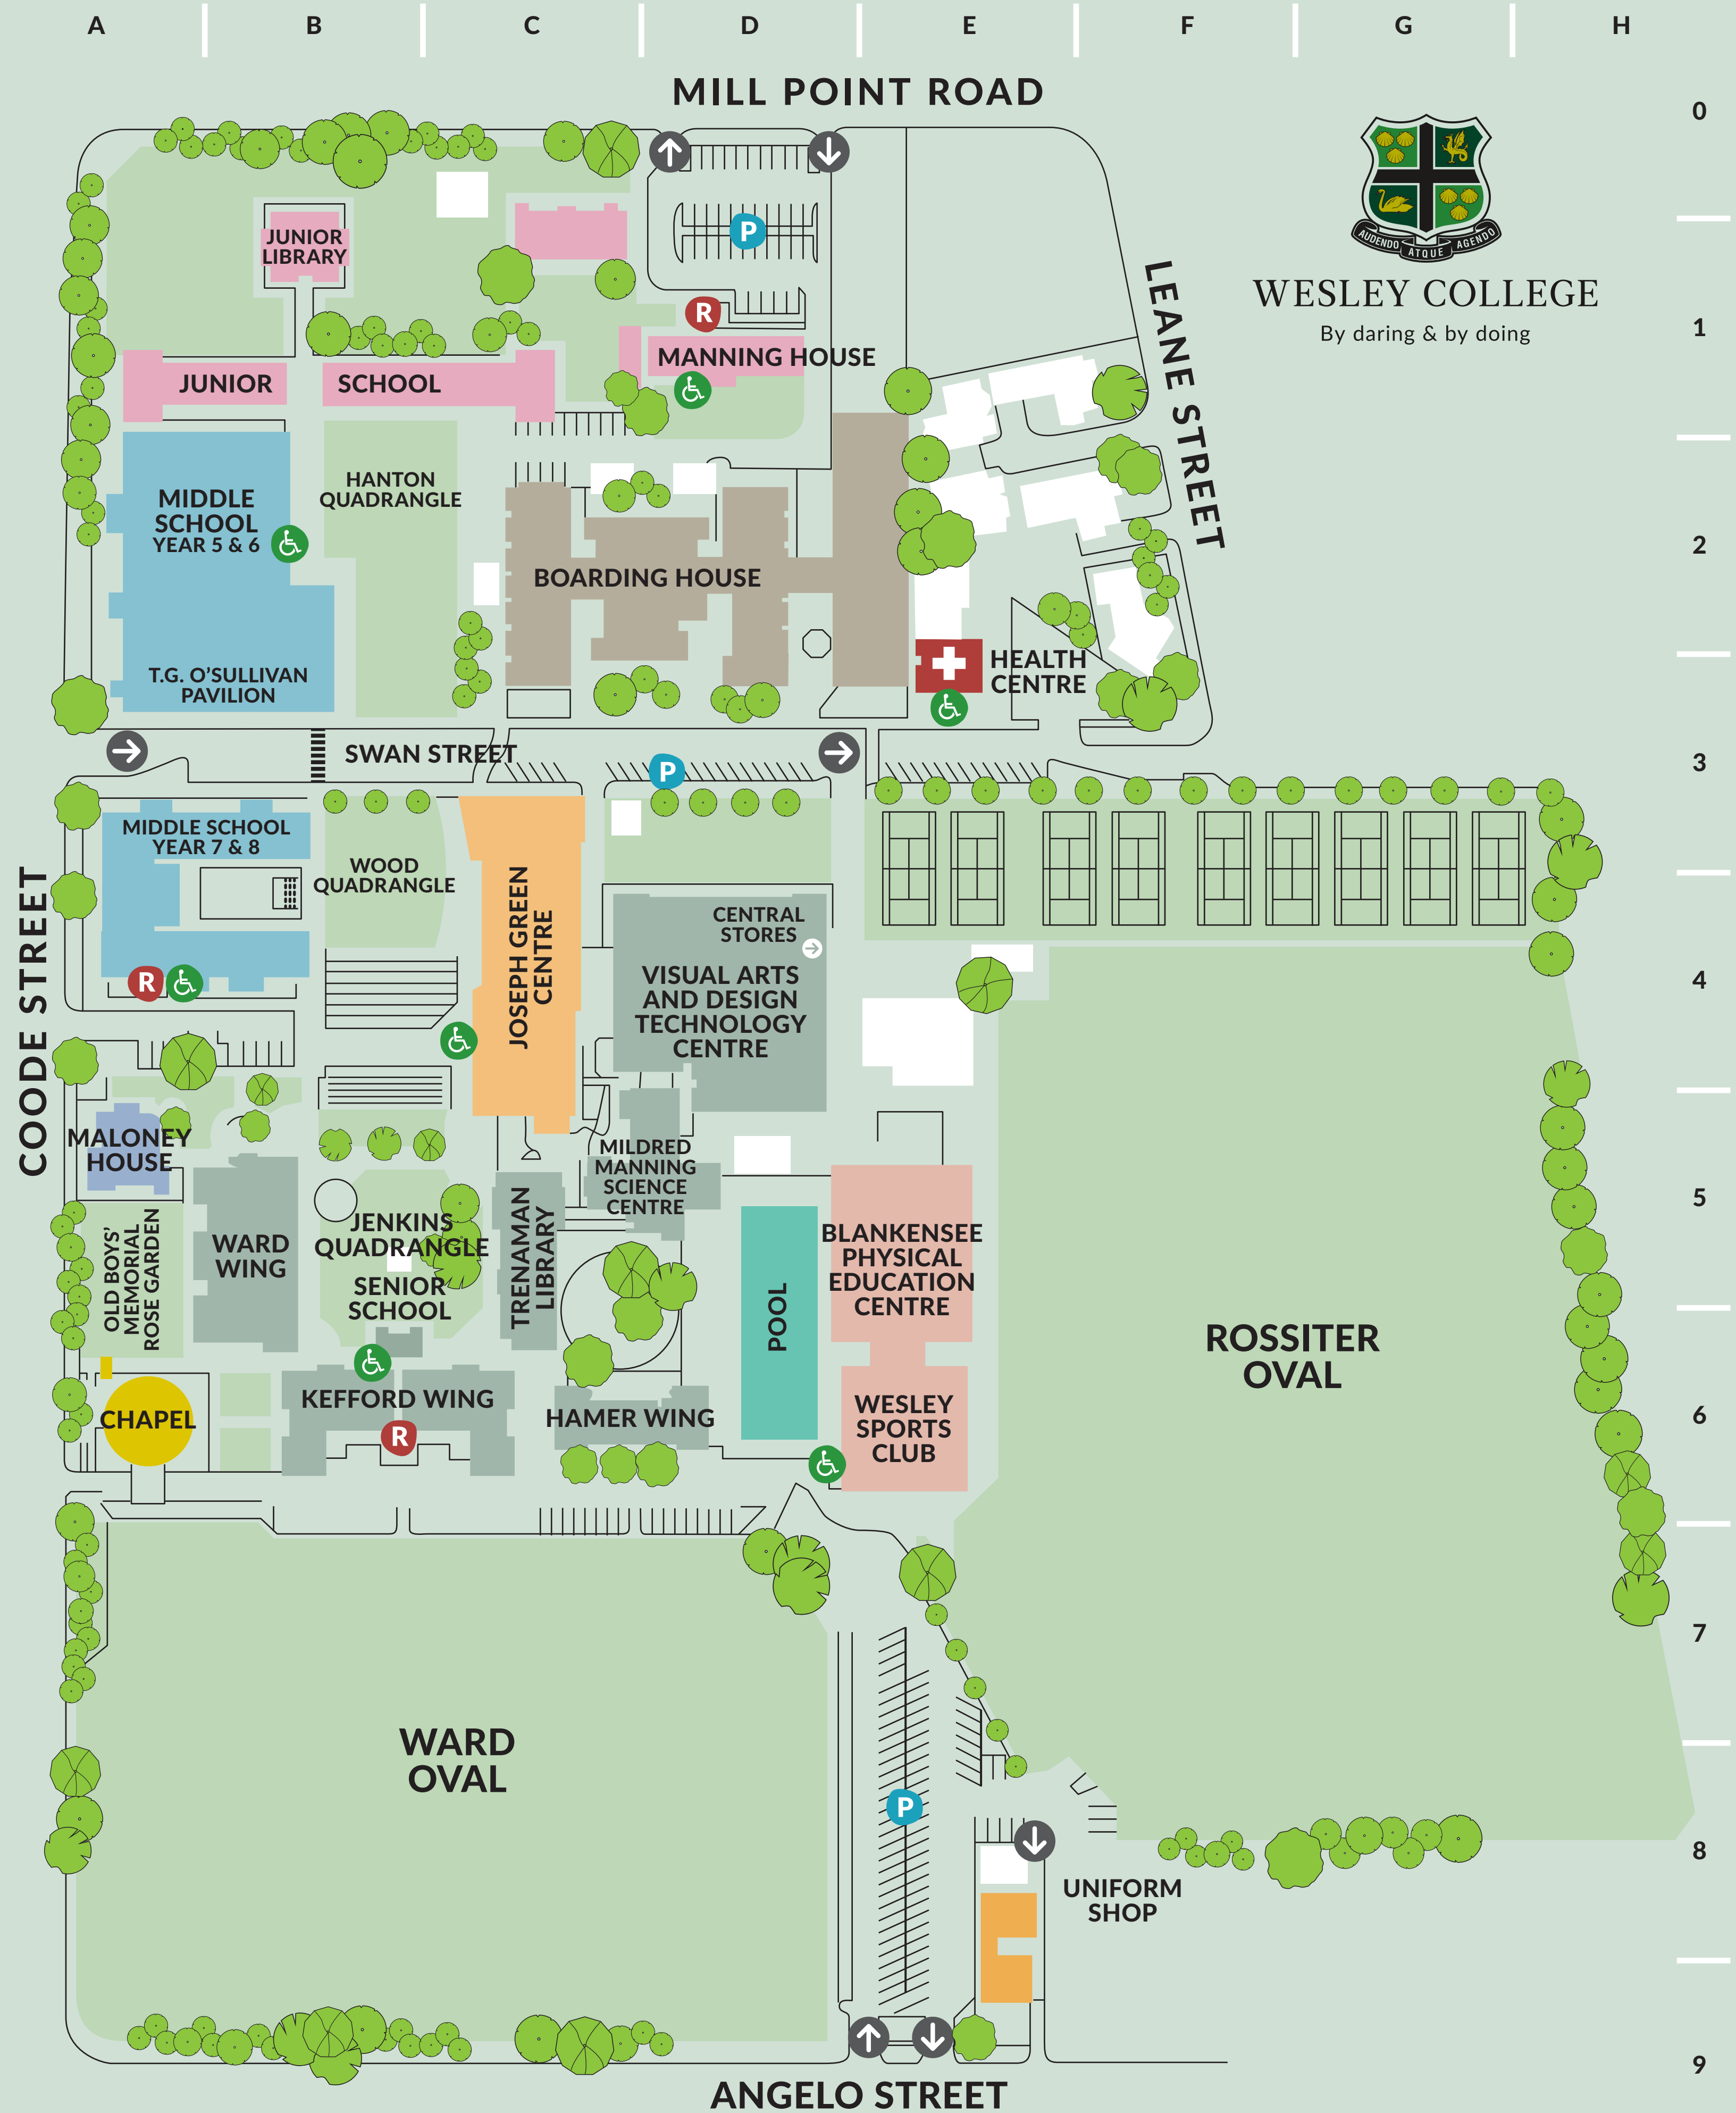 A B C D E F G H
MILL POINT ROAD
0
AUDENDO ATQUE AGENDO
WESLEY COLLEGE
By daring & by doing
LEANE STREET
JUNIOR
LIBRARY
P
R
1
MANNING HOUSE
JUNIOR SCHOOL
HANTON
QUADRANGLE
MIDDLE
SCHOOL
YEAR 5 & 6
2
BOARDING HOUSE
T.G. O’SULLIVAN
PAVILION
HEALTH
CENTRE
SWAN STREET
P
3
MIDDLE SCHOOL
YEAR 7 & 8
WOOD
QUADRANGLE
JOSEPH GREEN
CENTRE
CENTRAL
STORES
VISUAL ARTS
AND DESIGN
TECHNOLOGY
CENTRE
R
4
COODE STREET
MALONEY
HOUSE
MILDRED
MANNING
SCIENCE
CENTRE
5
OLD BOYS’
MEMORIAL
ROSE GARDEN
WARD
WING
JENKINS
QUADRANGLE
SENIOR
SCHOOL
TRENAMAN
LIBRARY
POOL
BLANKENSEE
PHYSICAL
EDUCATION
CENTRE
ROSSITER
OVAL
CHAPEL
KEFFORD WING
R
HAMER WING
WESLEY
SPORTS
CLUB
6
7
WARD
OVAL
P
8
UNIFORM
SHOP
9
ANGELO STREET